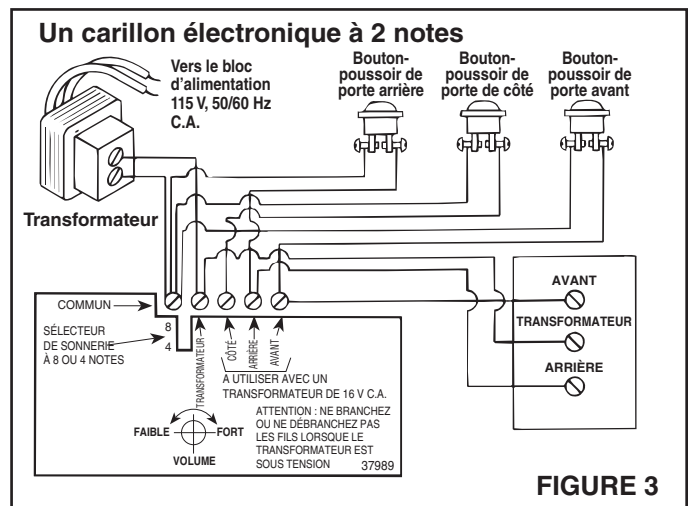 Un carillon électronique à 2 notes
Vers le bloc
d'alimentation
115 V, 50/60 Hz
C.A.
Bouton-
poussoir de
porte arrière
Bouton-
poussoir de
porte de côté
Bouton-
poussoir de
porte avant
Transformateur
COMMUN
SÉLECTEUR
DE SONNERIE
À 8 OU 4 NOTES
8
4
TRANSFORMATEUR
CÔTÉ
ARRIÈRE
AVANT
A UTILISER AVEC UN
TRANSFORMATEUR DE 16 V C.A.
ATTENTION : NE BRANCHEZ
OU NE DÉBRANCHEZ PAS
LES FILS LORSQUE LE
TRANSFORMATEUR EST
SOUS TENSION
37989
FAIBLE
FORT
VOLUME
AVANT
TRANSFORMATEUR
ARRIÈRE
FIGURE 3